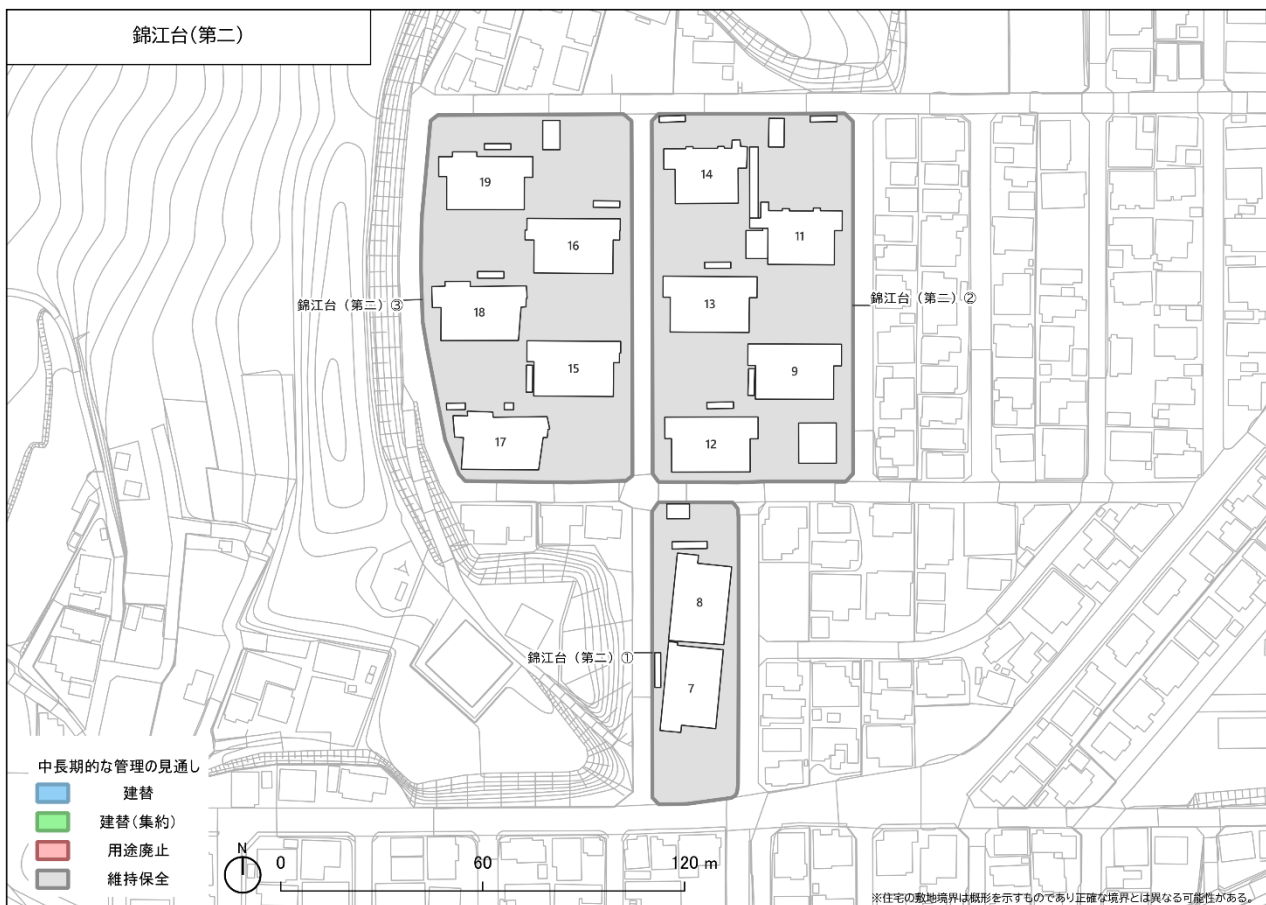 錦江台(第二)
19
14
11
16
13
錦江台（第二）③
18
錦江台（第二）②
15
9
17
12
8
錦江台（第二）①
7
中長期的な管理の見通し
建替
建替(集約)
用途廃止
維持保全
N
0 60 120 m
※住宅の敷地境界は概形を示すものであり正確な境界とは異なる可能性がある。